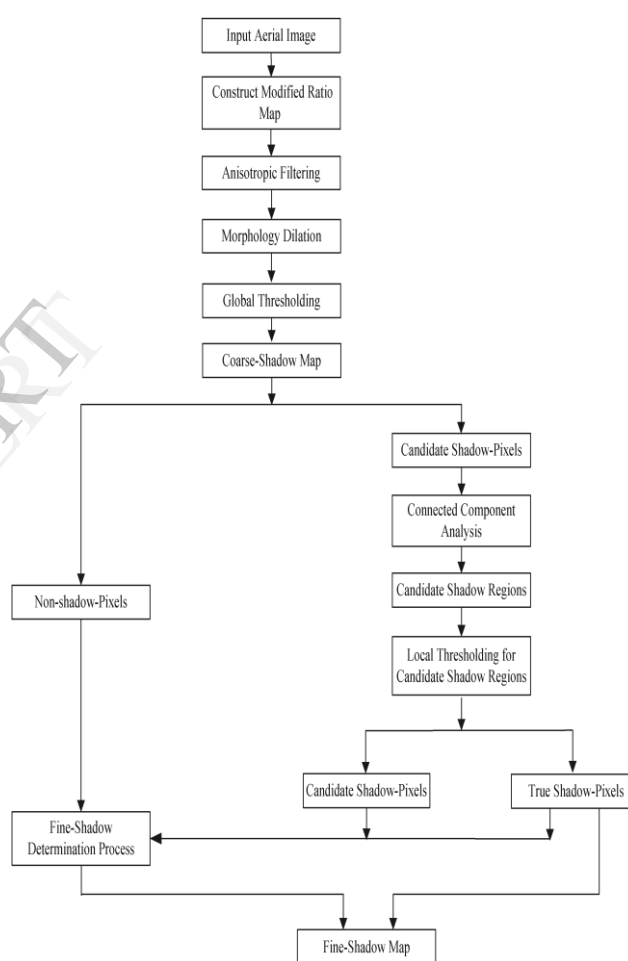 Input Aerial Image
Construct Modified Ratio
Map
Anisotropic Filtering
Morphology Dilation
Global Thresholding
Coarse-Shadow Map
Candidate Shadow-Pixels
Connected Component
Analysis
Non-shadow-Pixels
Candidate Shadow Regions
Local Thresholding for
Candidate Shadow Regions
Candidate Shadow-Pixels
True Shadow-Pixels
Fine-Shadow
Determination Process
Fine-Shadow Map